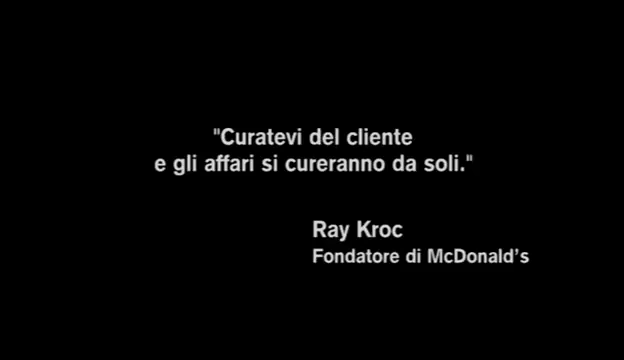 "Curatevi del cliente
e gli affari si cureranno da soli."
Ray Kroc
Fondatore di McDonald's